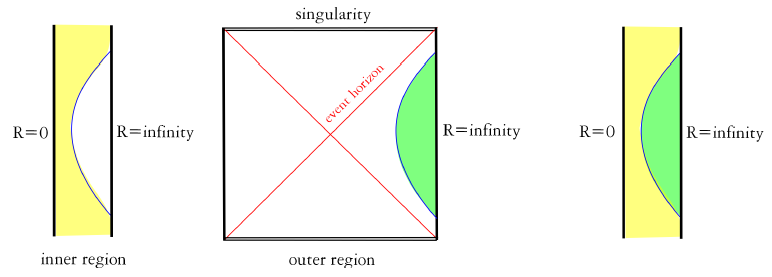 singularity
event horizon
R=0
R=infinity
R=infinity
R=0
R=infinity
inner region
outer region